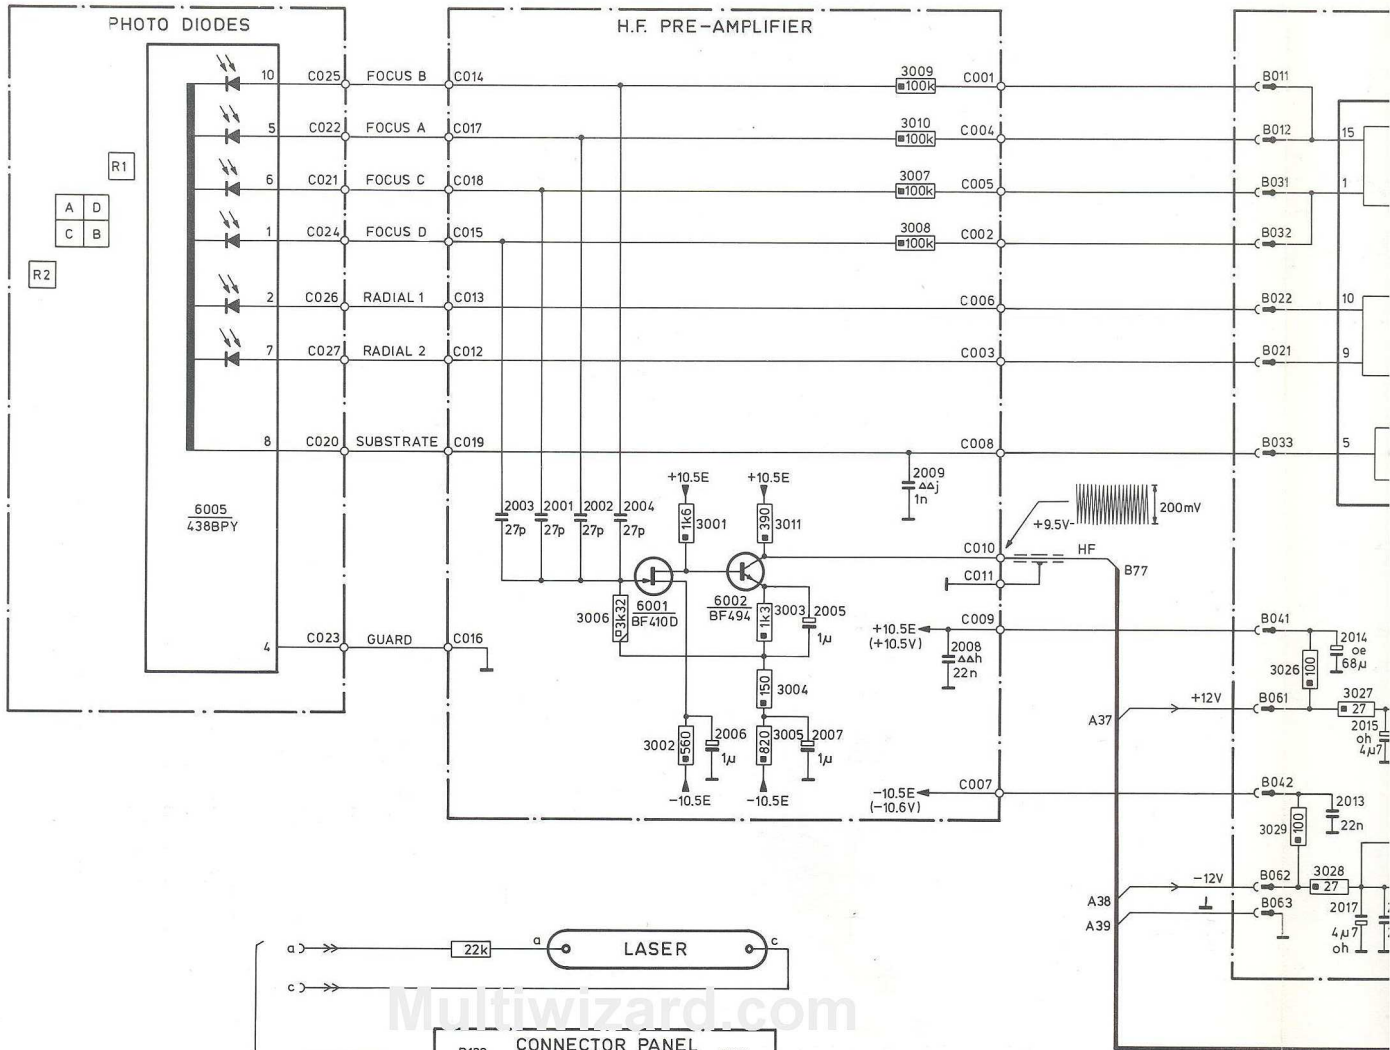 PHOTO DIODES
H.F. PRE-AMPLIFIER
10 C025 FOCUS B C014 3009 100k C001 B011
5 C022 FOCUS A C017 3010 100k C004 B012 15
R1
6 C021 FOCUS C C018 3007 100k C005 B031 1
A D
C B
1 C024 FOCUS D C015 3008 100k C002 B032
R2
2 C026 RADIAL 1 C013 C006 B022 10
7 C027 RADIAL 2 C012 C003 B021 9
8 C020 SUBSTRATE C019 C008 B033 5
6005
438BPY
+10.5E +10.5E
2009
ΔΔj
1n
2003 2001 2002 2004
27p 27p 27p 27p
1k6 3001 390 3011
200mV
+9.5V-
C010 HF
C011 B77
3006 3k32
6001
BF410D
6002
BF494
1k3 3003 2005
1µ
+10.5E
(+10.5V)
C009 B041
2008
ΔΔh
22n
2014
oe
68µ
4 C023 GUARD C016
3026 100
150 3004
+12V B061
3027
27
A37
2015
oh
4µ7
3002 560 2006
1µ
820 3005 2007
1µ
-10.5E -10.5E
-10.5E
(-10.6V)
C007 B042
2013
22n
3029 100
-12V B062
3028
27
A38
B063
A39
2017
4µ7
oh
a 22k a LASER c
c
Multiwizard.com
CONNECTOR PANEL